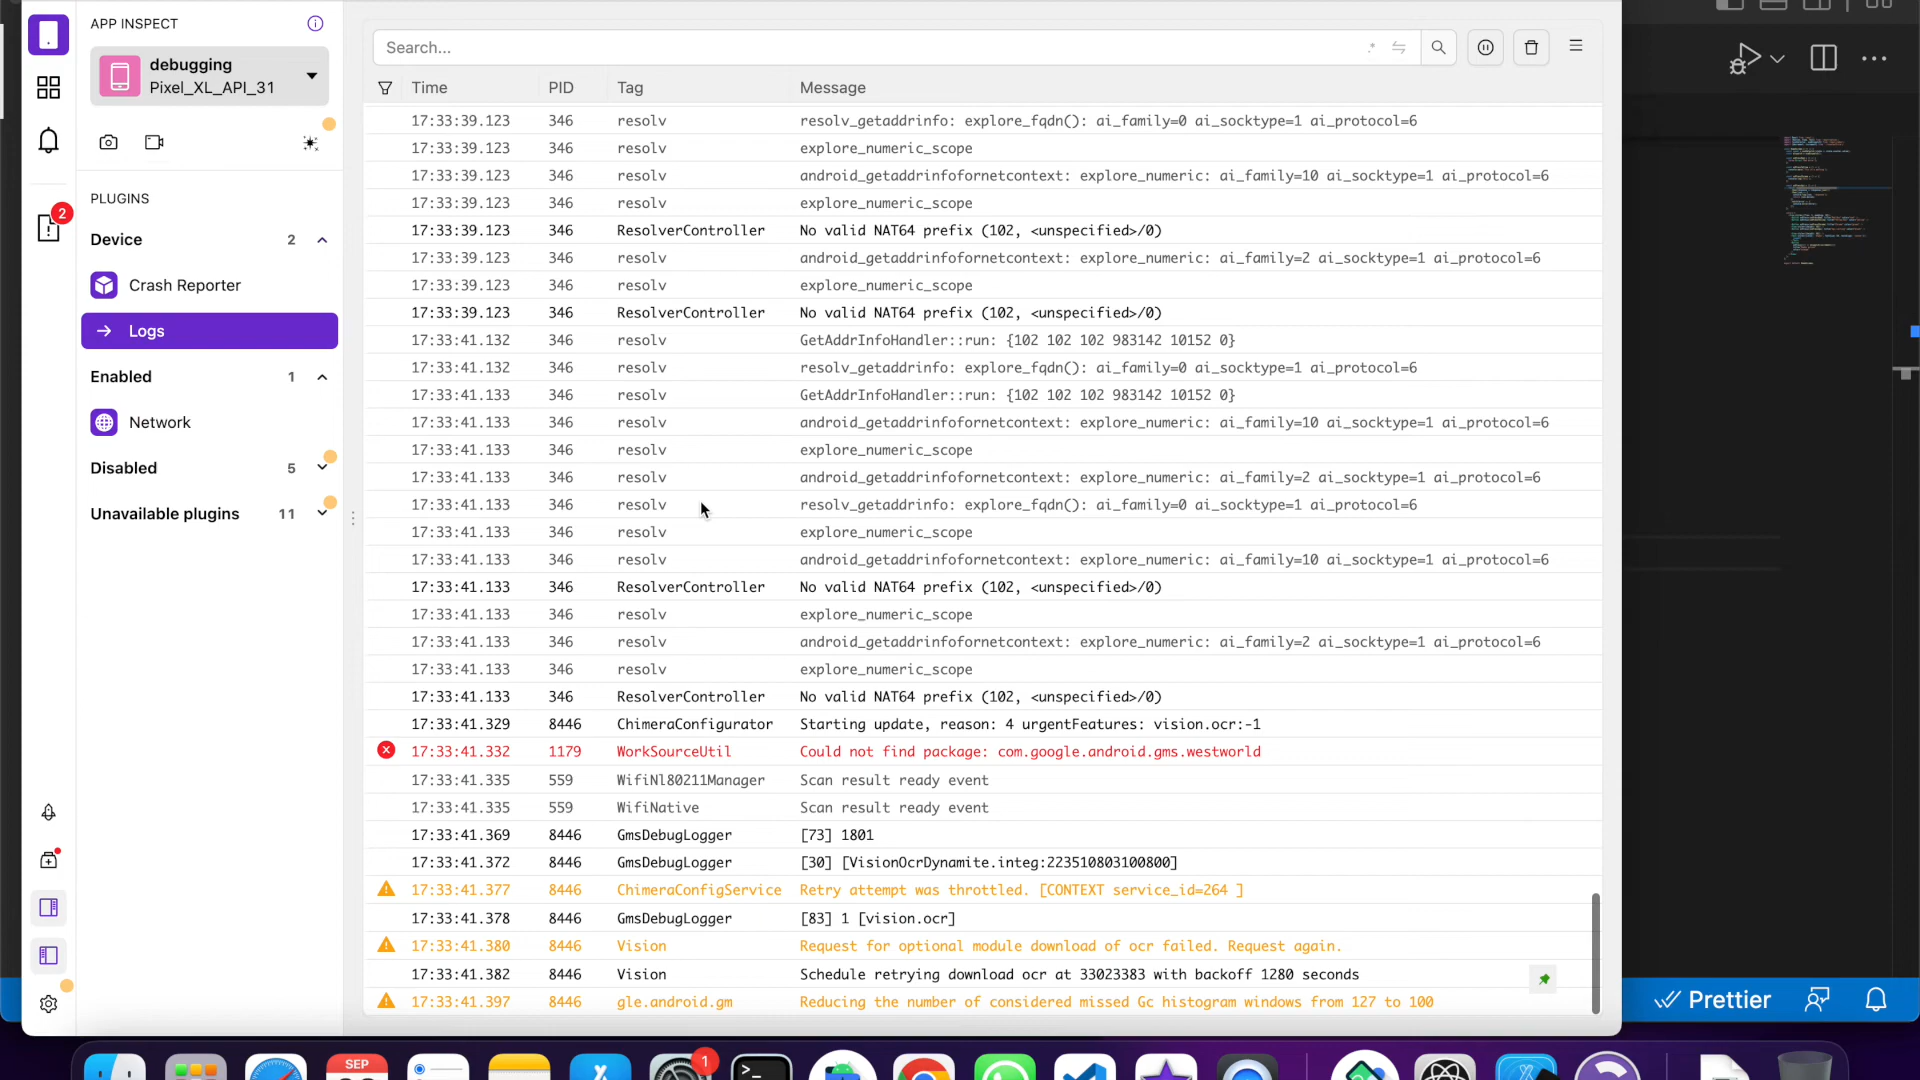 APP INSPECT
debugging
Pixel_XL_API_31
PLUGINS
Device 2
Crash Reporter
Logs
Enabled 1
Network
Disabled 5
Unavailable plugins 11
2
Search...
.*
Time PID Tag Message
17:33:39.123 346 resolv resolv_getaddrinfo: explore_fqdn(): ai_family=0 ai_socktype=1 ai_protocol=6
17:33:39.123 346 resolv explore_numeric_scope
17:33:39.123 346 resolv android_getaddrinfofornetcontext: explore_numeric: ai_family=10 ai_socktype=1 ai_protocol=6
17:33:39.123 346 resolv explore_numeric_scope
17:33:39.123 346 ResolverController No valid NAT64 prefix (102, <unspecified>/0)
17:33:39.123 346 resolv android_getaddrinfofornetcontext: explore_numeric: ai_family=2 ai_socktype=1 ai_protocol=6
17:33:39.123 346 resolv explore_numeric_scope
17:33:39.123 346 ResolverController No valid NAT64 prefix (102, <unspecified>/0)
17:33:41.132 346 resolv GetAddrInfoHandler::run: {102 102 102 983142 10152 0}
17:33:41.132 346 resolv resolv_getaddrinfo: explore_fqdn(): ai_family=0 ai_socktype=1 ai_protocol=6
17:33:41.133 346 resolv GetAddrInfoHandler::run: {102 102 102 983142 10152 0}
17:33:41.133 346 resolv android_getaddrinfofornetcontext: explore_numeric: ai_family=10 ai_socktype=1 ai_protocol=6
17:33:41.133 346 resolv explore_numeric_scope
17:33:41.133 346 resolv android_getaddrinfofornetcontext: explore_numeric: ai_family=2 ai_socktype=1 ai_protocol=6
17:33:41.133 346 resolv resolv_getaddrinfo: explore_fqdn(): ai_family=0 ai_socktype=1 ai_protocol=6
17:33:41.133 346 resolv explore_numeric_scope
17:33:41.133 346 resolv android_getaddrinfofornetcontext: explore_numeric: ai_family=10 ai_socktype=1 ai_protocol=6
17:33:41.133 346 ResolverController No valid NAT64 prefix (102, <unspecified>/0)
17:33:41.133 346 resolv explore_numeric_scope
17:33:41.133 346 resolv android_getaddrinfofornetcontext: explore_numeric: ai_family=2 ai_socktype=1 ai_protocol=6
17:33:41.133 346 resolv explore_numeric_scope
17:33:41.133 346 ResolverController No valid NAT64 prefix (102, <unspecified>/0)
17:33:41.329 8446 ChimeraConfigurator Starting update, reason: 4 urgentFeatures: vision.ocr:-1
17:33:41.332 1179 WorkSourceUtil Could not find package: com.google.android.gms.westworld
17:33:41.335 559 WifiNl80211Manager Scan result ready event
17:33:41.335 559 WifiNative Scan result ready event
17:33:41.369 8446 GmsDebugLogger [73] 1801
17:33:41.372 8446 GmsDebugLogger [30] [VisionOcrDynamite.integ:223510803100800]
17:33:41.377 8446 ChimeraConfigService Retry attempt was throttled. [CONTEXT service_id=264 ]
17:33:41.378 8446 GmsDebugLogger [83] 1 [vision.ocr]
17:33:41.380 8446 Vision Request for optional module download of ocr failed. Request again.
17:33:41.382 8446 Vision Schedule retrying download ocr at 33023383 with backoff 1280 seconds
17:33:41.397 8446 gle.android.gm Reducing the number of considered missed Gc histogram windows from 127 to 100
Prettier
SEP
1